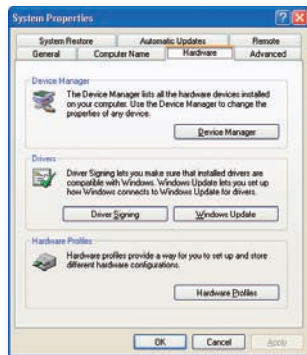 System Properties
System Restore Automatic Updates Remote
General Computer Name Hardware Advanced
Device Manager
The Device Manager lists all the hardware devices installed
on your computer. Use the Device Manager to change the
properties of any device.
Device Manager
Drivers
Driver Signing lets you make sure that installed drivers are
compatible with Windows. Windows Update lets you set up
how Windows connects to Windows Update for drivers.
Driver Signing Windows Update
Hardware Profiles
Hardware profiles provide a way for you to set up and store
different hardware configurations.
Hardware Profiles
OK Cancel Apply